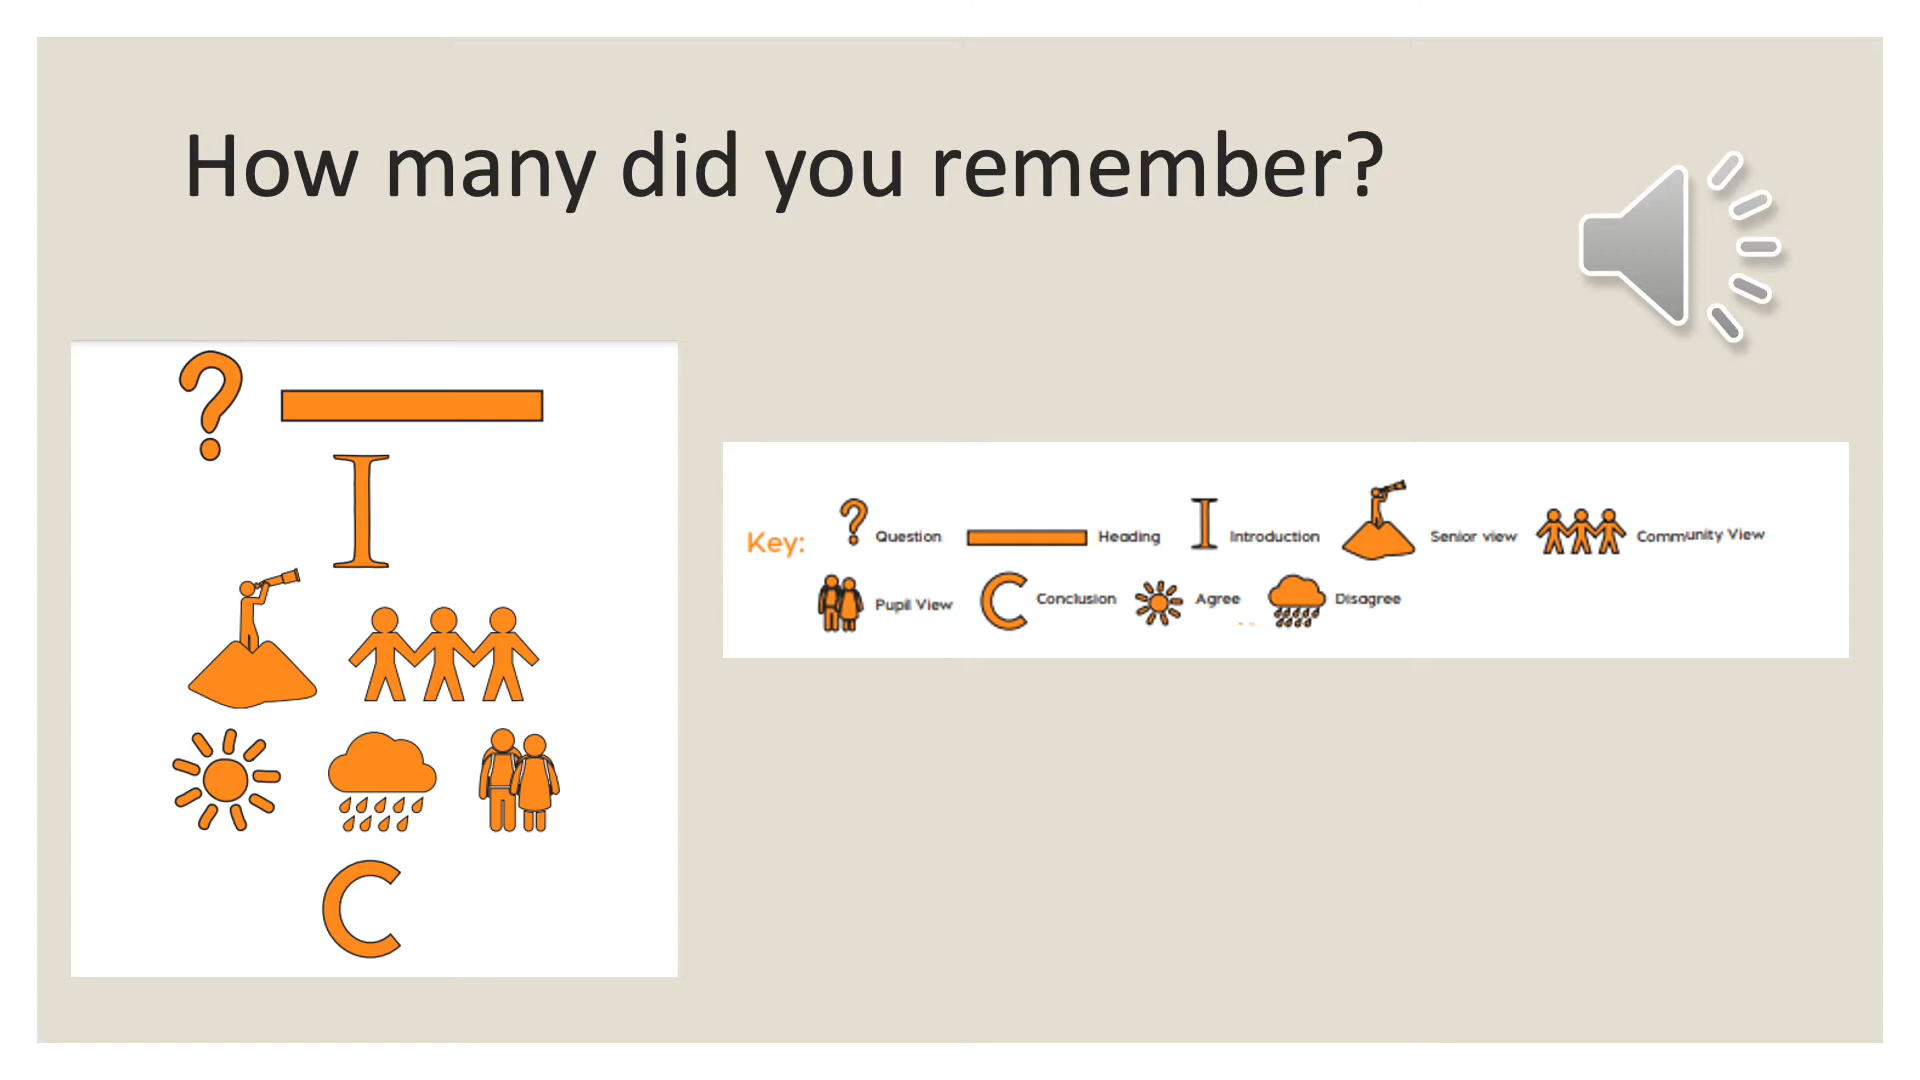 How many did you remember?
?
I
C
Key: ? Question Heading I Introduction Senior view Community View
Pupil View C Conclusion Agree Disagree